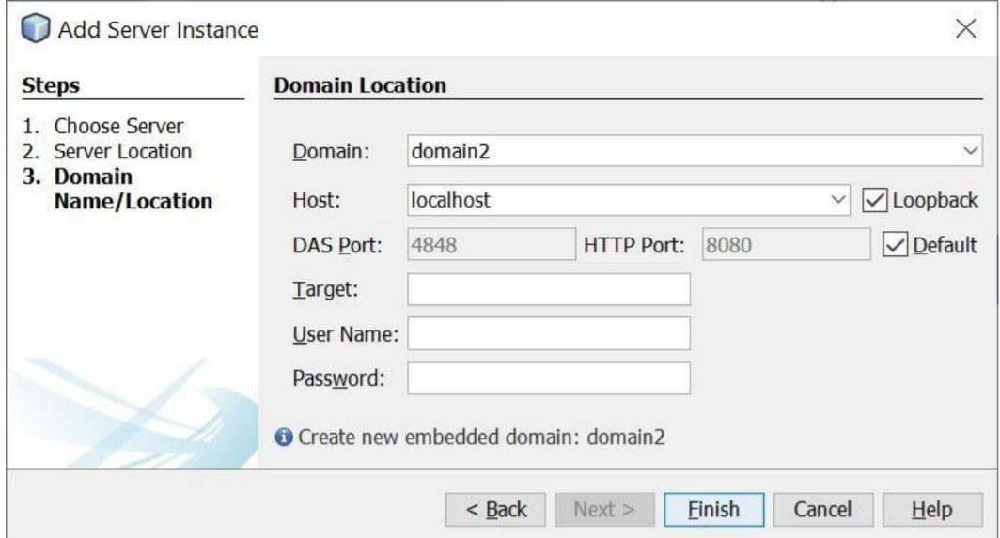 Add Server Instance
Steps
1. Choose Server
2. Server Location
3. Domain
Name/Location
Domain Location
Domain: domain2
Host: localhost Loopback
DAS Port: 4848 HTTP Port: 8080 Default
Target:
User Name:
Password:
Create new embedded domain: domain2
< Back Next > Finish Cancel Help